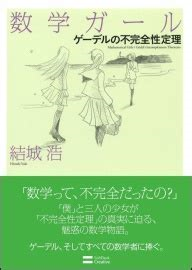 数学ガール
ゲーデルの不完全性定理
Mathematical Girls: Gödel's Incompleteness Theorems
結城 浩
Hiroshi Yuki
「数学って、不完全だったの?」
「僕」と三人の少女が
「不完全性定理」の真実に迫る、
魅惑の数学物語。
ゲーデル、そしてすべての数学者に捧ぐ。
SoftBank
Creative